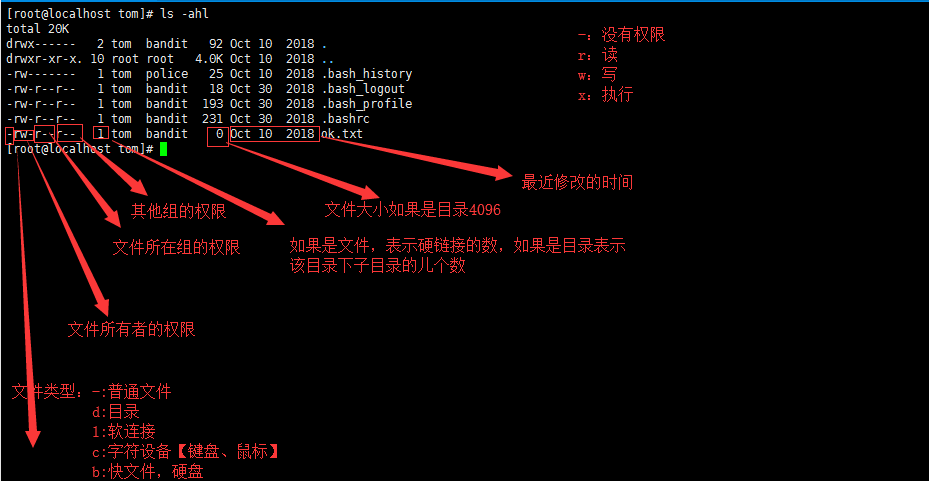 [root@localhost tom]# ls -ahl
total 20K
drwx------   2 tom  bandit   92 Oct 10  2018 .
drwxr-xr-x. 10 root root   4.0K Oct 10  2018 ..
-rw-------   1 tom  police   25 Oct 10  2018 .bash_history
-rw-r--r--   1 tom  bandit   18 Oct 30  2018 .bash_logout
-rw-r--r--   1 tom  bandit  193 Oct 30  2018 .bash_profile
-rw-r--r--   1 tom  bandit  231 Oct 30  2018 .bashrc
-rw-r--r--   1 tom  bandit    0 Oct 10  2018 ok.txt
[root@localhost tom]#
-：没有权限
r：读
w：写
x：执行
最近修改的时间
文件大小如果是目录4096
其他组的权限
文件所在组的权限
如果是文件，表示硬链接的数，如果是目录表示
该目录下子目录的儿个数
文件所有者的权限
文件类型：-:普通文件
d:目录
l:软连接
c:字符设备【键盘、鼠标】
b:快文件，硬盘